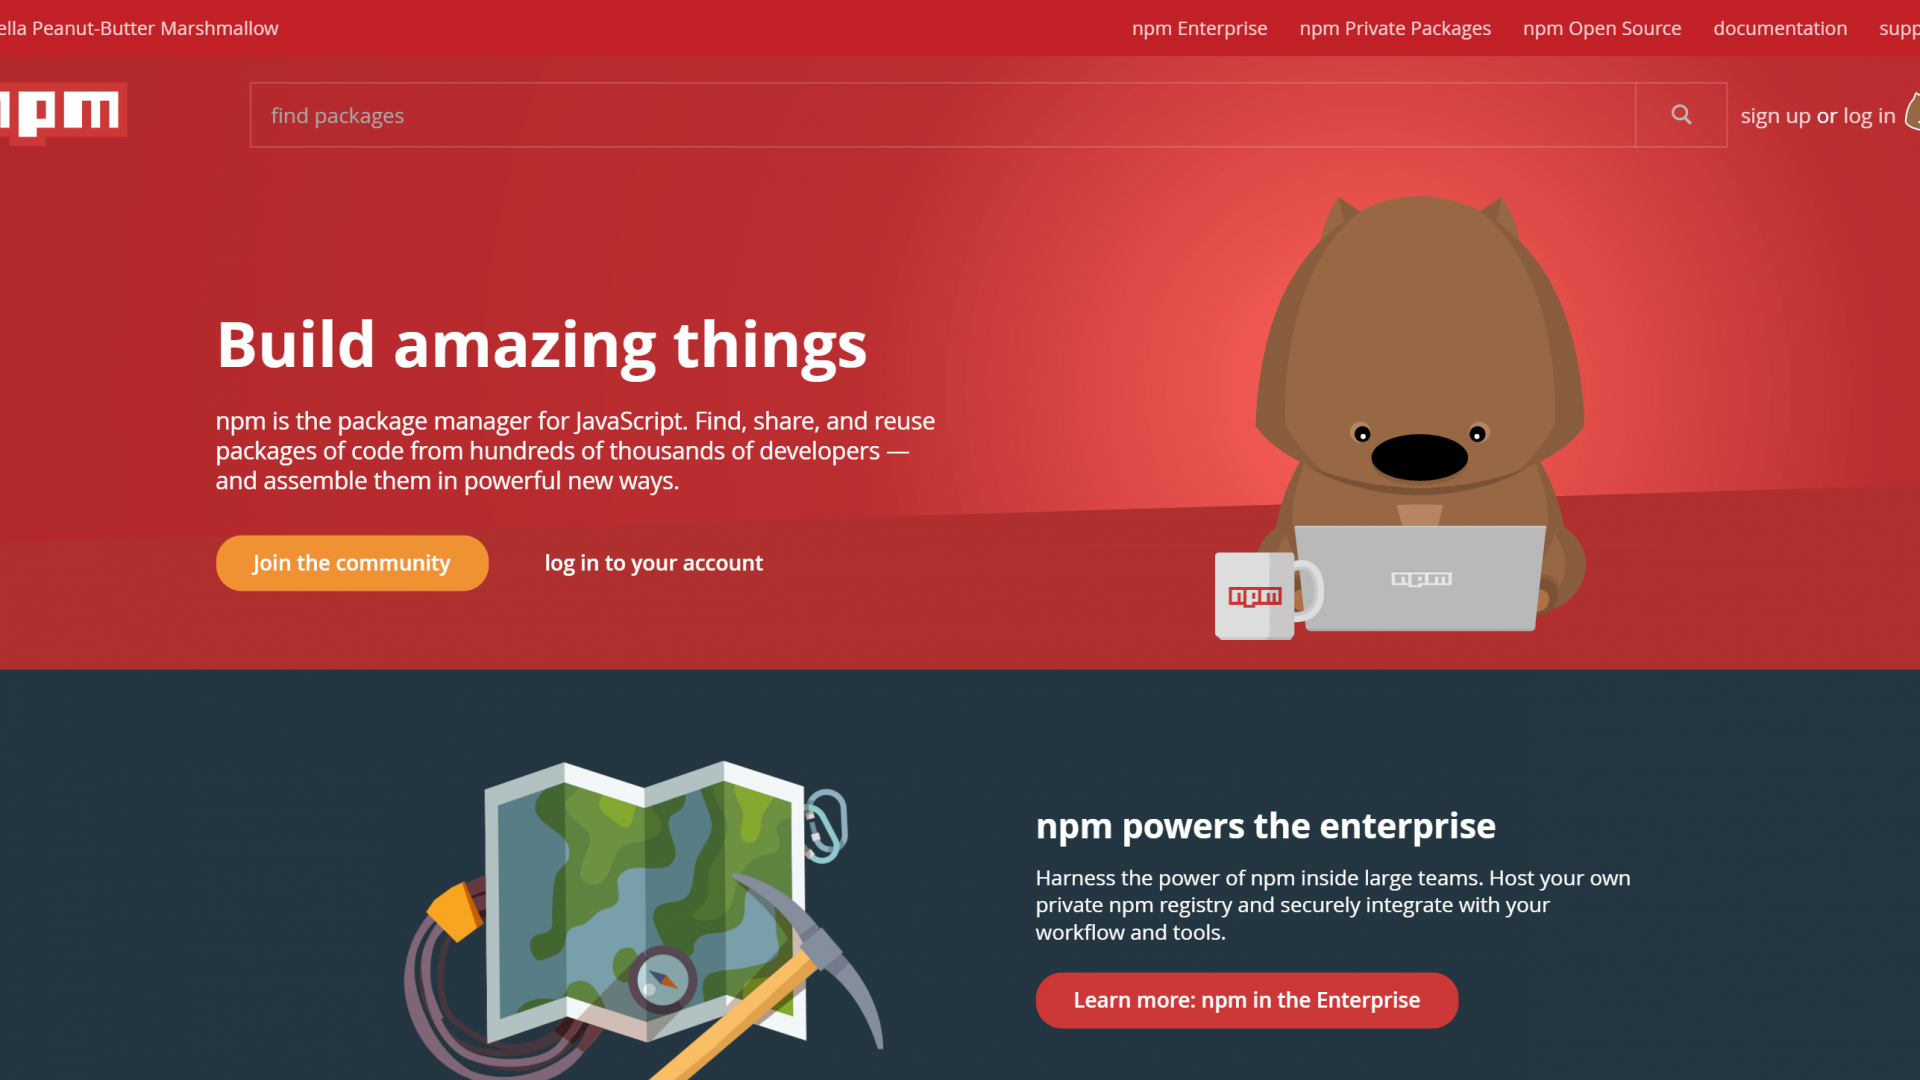 Peanut-Butter Marshmallow
npm Enterprise
npm Private Packages
npm Open Source
documentation
npm
find packages
sign up or log in
Build amazing things
npm is the package manager for JavaScript. Find, share, and reuse
packages of code from hundreds of thousands of developers —
and assemble them in powerful new ways.
Join the community
log in to your account
npm
npm
npm powers the enterprise
Harness the power of npm inside large teams. Host your own
private npm registry and securely integrate with your
workflow and tools.
Learn more: npm in the Enterprise